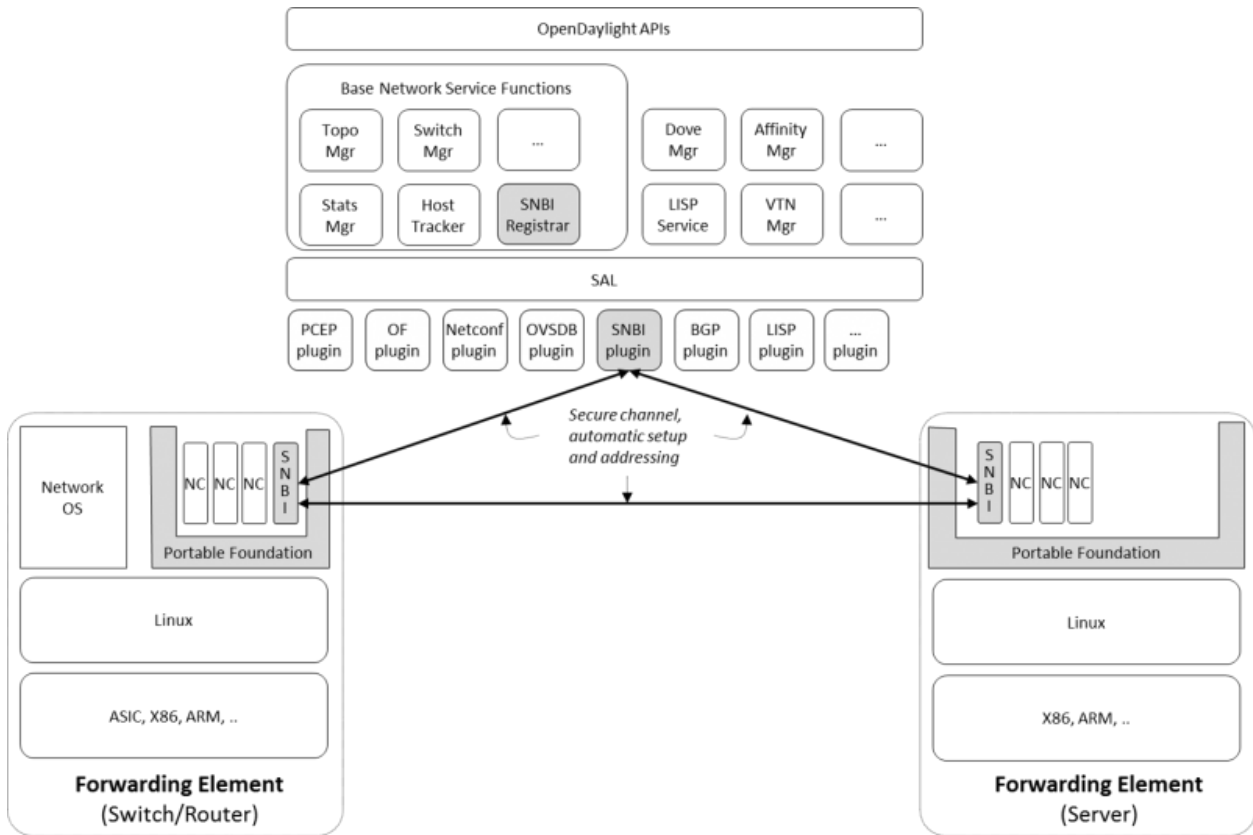 OpenDaylight APIs
Base Network Service Functions
Topo
Mgr
Switch
Mgr
...
Dove
Mgr
Affinity
Mgr
...
Stats
Mgr
Host
Tracker
SNBI
Registrar
LISP
Service
VTN
Mgr
...
SAL
PCEP
plugin
OF
plugin
Netconf
plugin
OVSDB
plugin
SNBI
plugin
BGP
plugin
LISP
plugin
...
plugin
Secure channel,
automatic setup
and addressing
Network
OS
NC
NC
NC
S
N
B
I
Portable Foundation
Linux
ASIC, X86, ARM, ..
Forwarding Element
(Switch/Router)
S
N
B
I
NC
NC
NC
Portable Foundation
Linux
X86, ARM, ..
Forwarding Element
(Server)